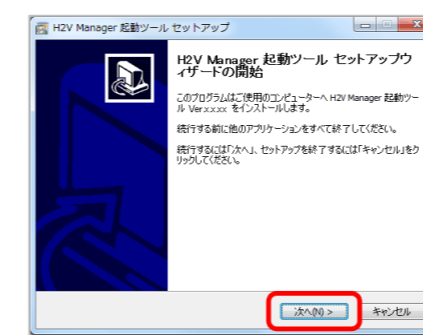 H2V Manager 起動ツール セットアップ
H2V Manager 起動ツール セットアップウ
ィザードの開始
このプログラムはご使用のコンピューターへ H2V Manager 起動ツー
ル Ver.x.x.xx をインストールします。
続行する前に他のアプリケーションをすべて終了してください。
続行するには「次へ」、セットアップを終了するには「キャンセル」をク
リックしてください。
次へ(N) >
キャンセル